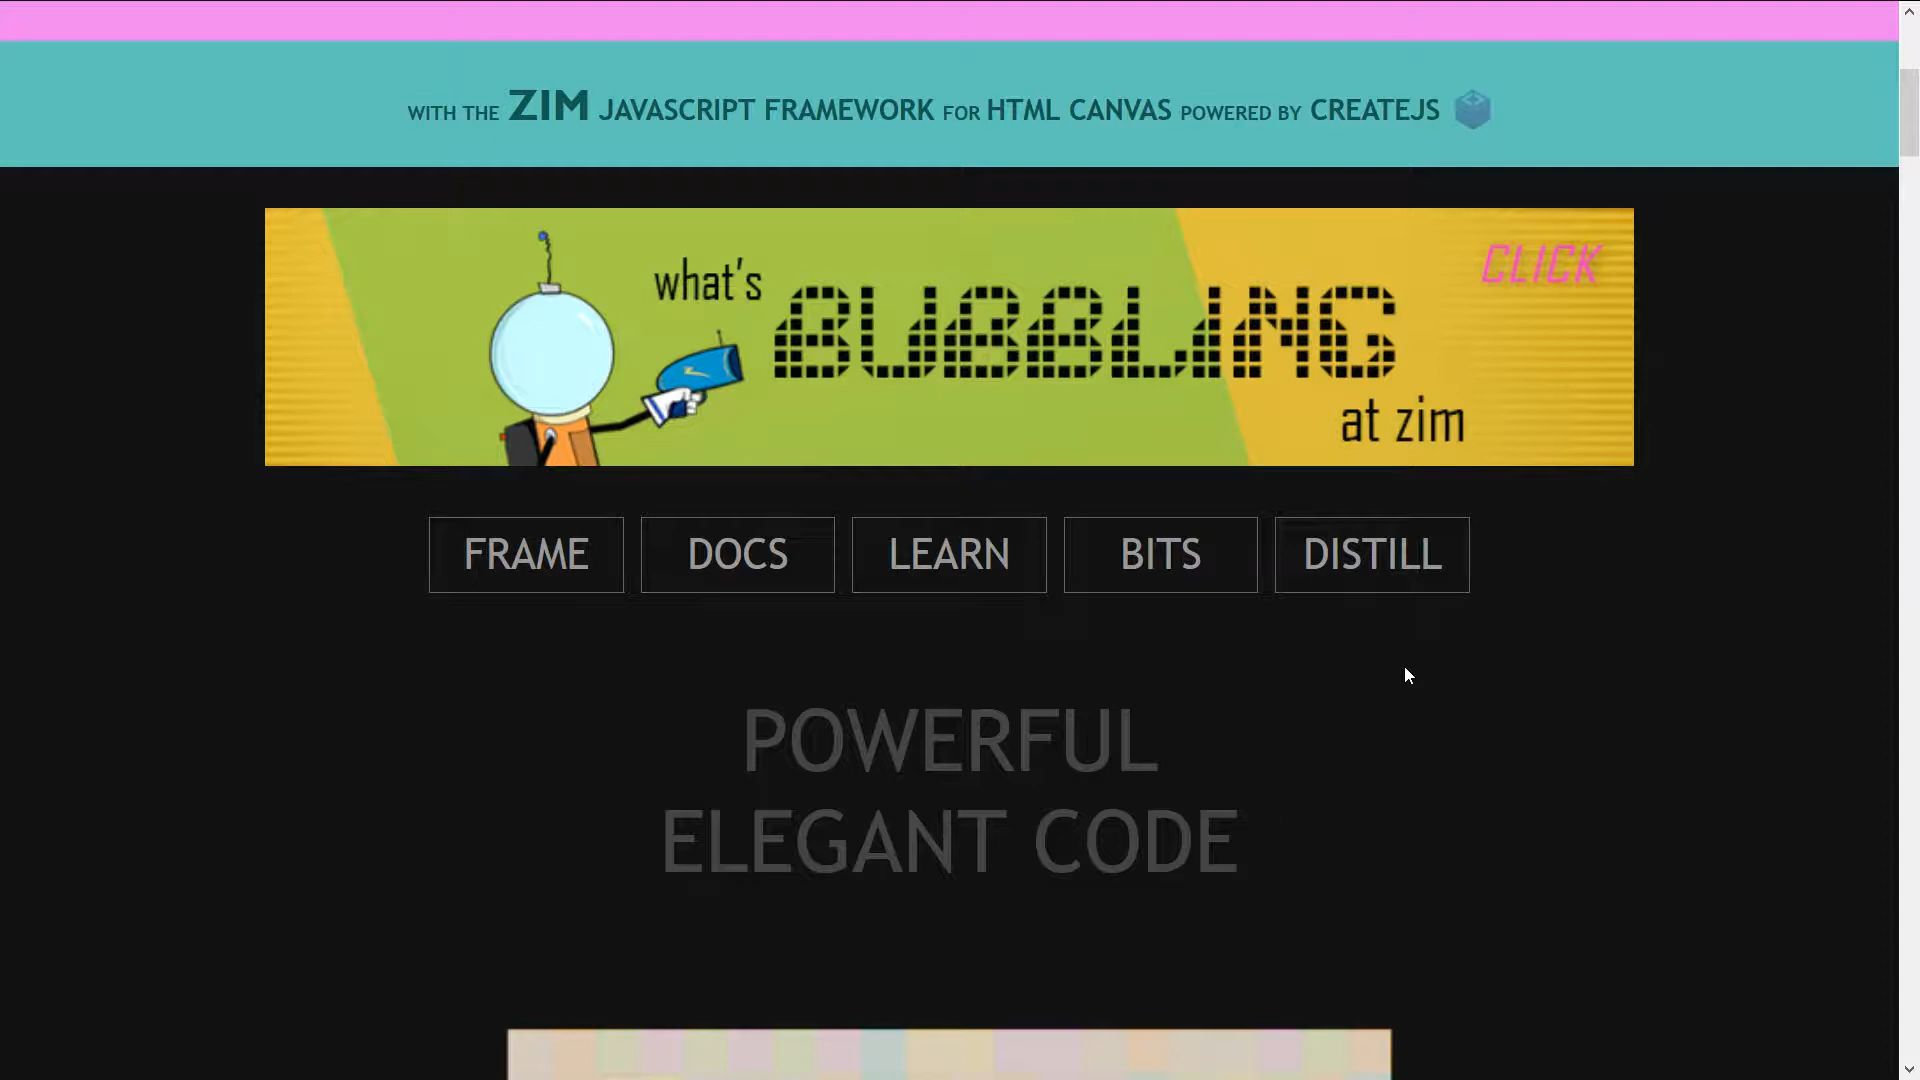 WITH THE ZIM JAVASCRIPT FRAMEWORK FOR HTML CANVAS POWERED BY CREATEJS
CLICK
what's BUBBLING
at zim
FRAME DOCS LEARN BITS DISTILL
POWERFUL
ELEGANT CODE